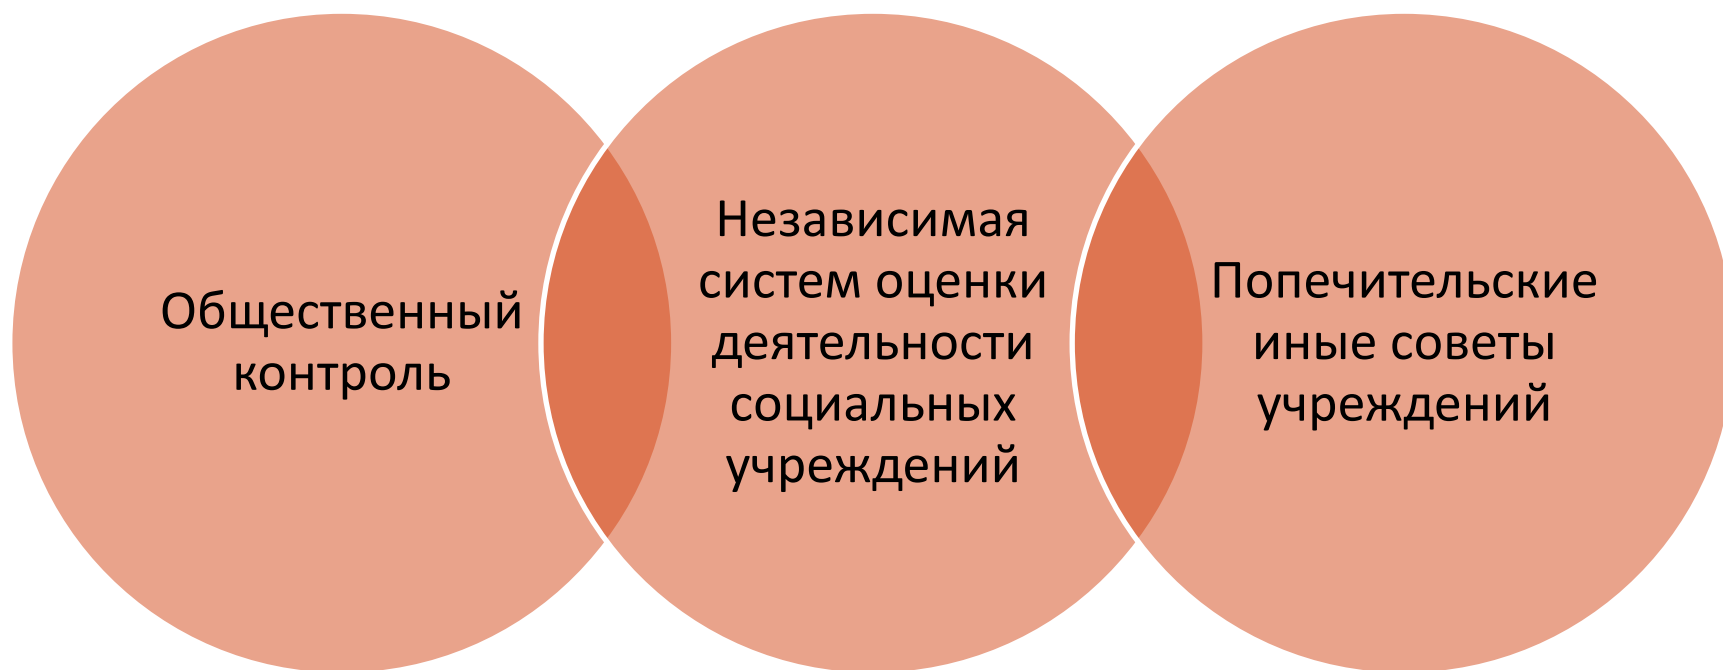 Общественный
контроль
Независимая
систем оценки
деятельности
социальных
учреждений
Попечительские
иные советы
учреждений